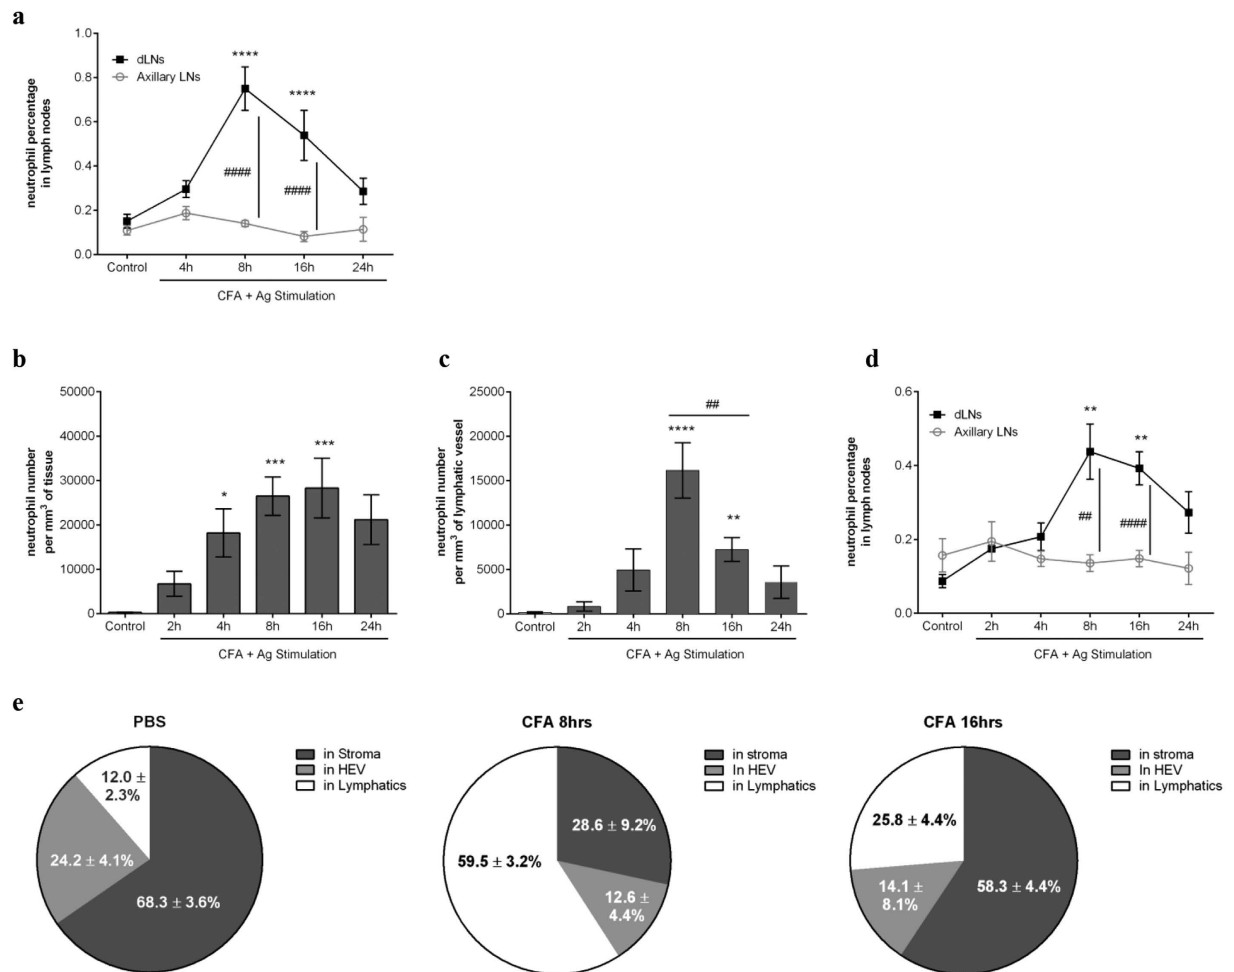 a
neutrophil percentage
in lymph nodes
1.0
0.8
0.6
0.4
0.2
0.0
dLNs
Axillary LNs
****
****
####
####
Control 4h 8h 16h 24h
CFA + Ag Stimulation
b
neutrophil number
per mm³ of tissue
50000
40000
30000
20000
10000
0
*
***
***
Control 2h 4h 8h 16h 24h
CFA + Ag Stimulation
c
neutrophil number
per mm³ of lymphatic vessel
25000
20000
15000
10000
5000
0
##
****
**
Control 2h 4h 8h 16h 24h
CFA + Ag Stimulation
d
neutrophil percentage
in lymph nodes
0.6
0.4
0.2
0.0
dLNs
Axillary LNs
**
**
##
####
Control 2h 4h 8h 16h 24h
CFA + Ag Stimulation
e
PBS
12.0 ±
2.3%
24.2 ± 4.1%
68.3 ± 3.6%
in Stroma
in HEV
in Lymphatics
CFA 8hrs
28.6 ± 9.2%
59.5 ± 3.2%
12.6 ±
4.4%
in stroma
In HEV
in Lymphatics
CFA 16hrs
25.8 ± 4.4%
14.1 ±
8.1%
58.3 ± 4.4%
in stroma
In HEV
in Lymphatics